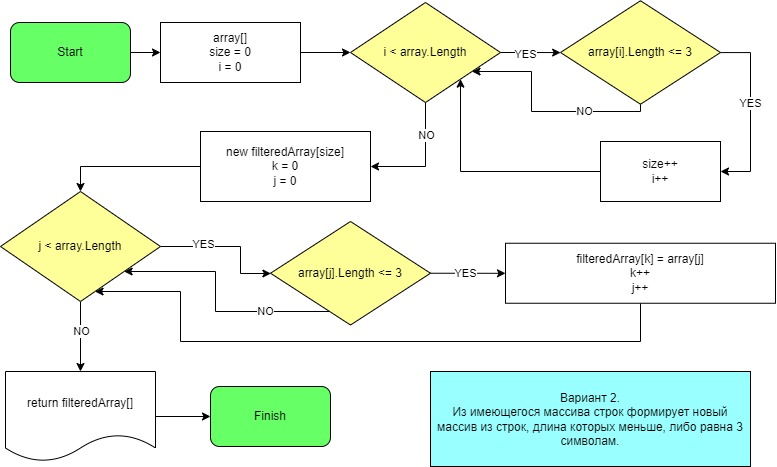 Start
array[]
size = 0
i = 0
i < array.Length
YES
array[i].Length <= 3
NO
YES
NO
size++
i++
new filteredArray[size]
k = 0
j = 0
j < array.Length
YES
array[j].Length <= 3
YES
filteredArray[k] = array[j]
k++
j++
NO
NO
return filteredArray[]
Finish
Вариант 2.
Из имеющегося массива строк формирует новый
массив из строк, длина которых меньше, либо равна 3
символам.